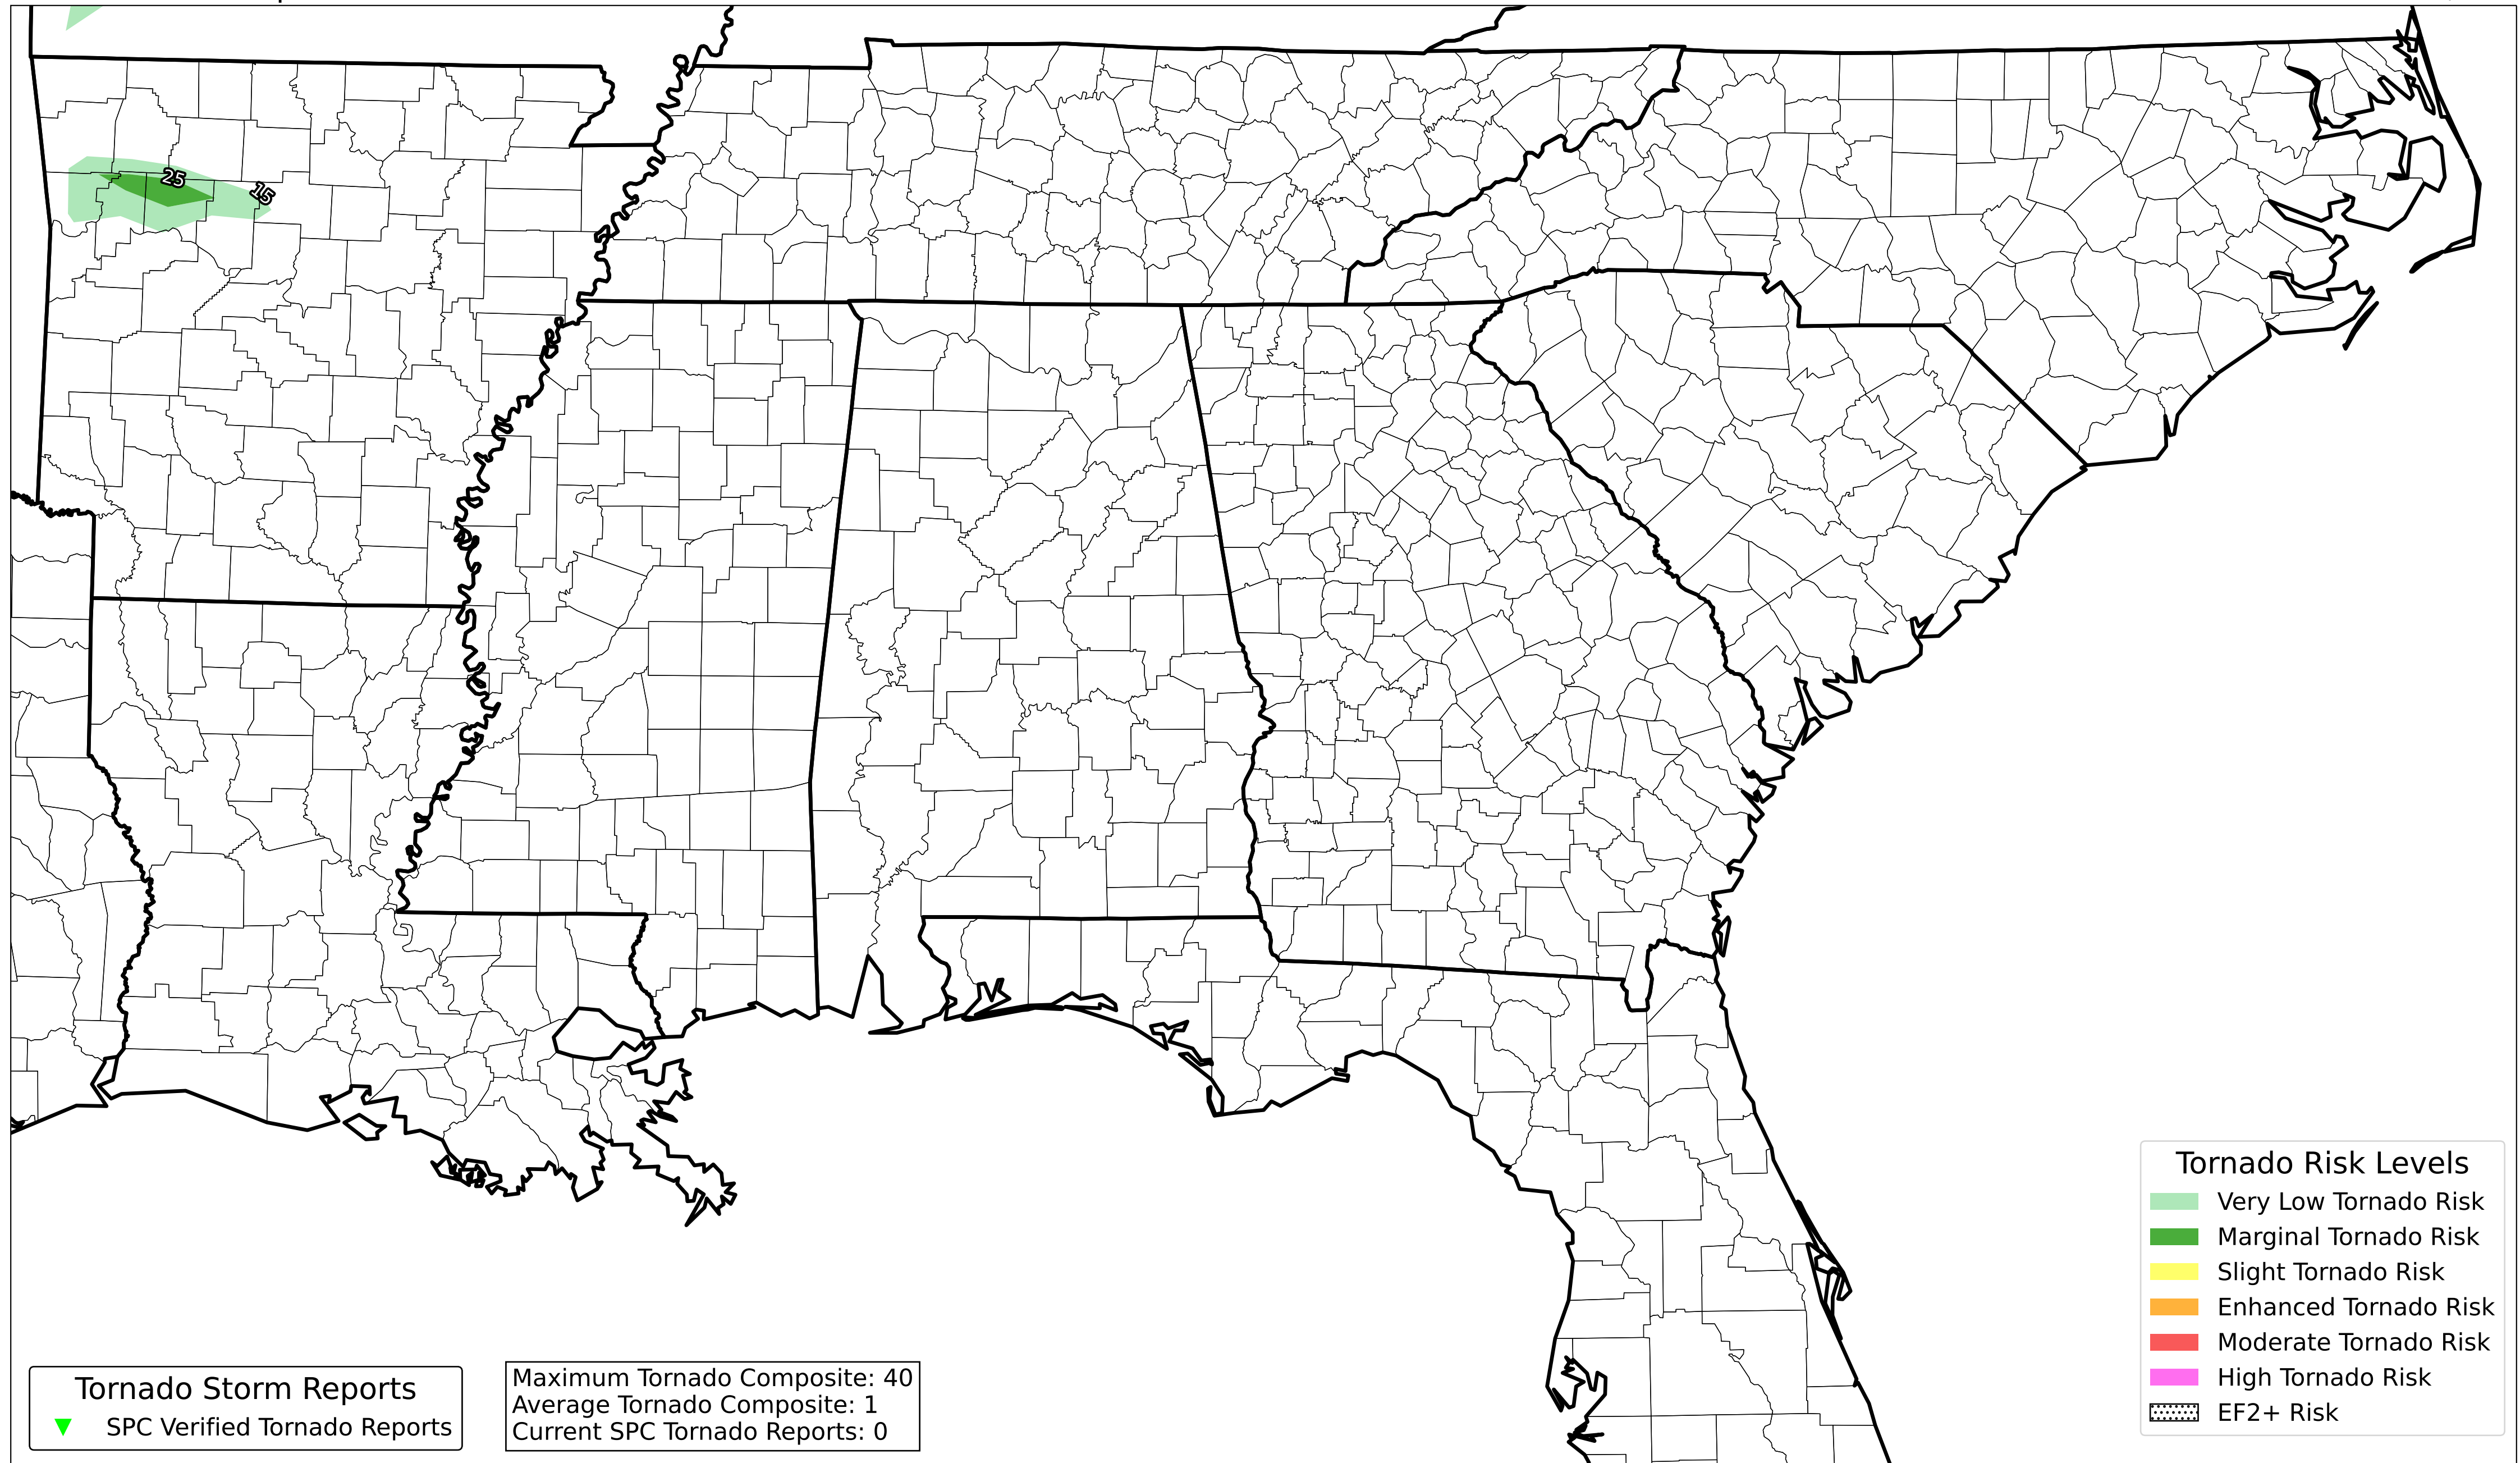 25
15
Tornado Risk Levels
Very Low Tornado Risk
Marginal Tornado Risk
Slight Tornado Risk
Enhanced Tornado Risk
Moderate Tornado Risk
High Tornado Risk
EF2+ Risk
Tornado Storm Reports
SPC Verified Tornado Reports
Maximum Tornado Composite: 40
Average Tornado Composite: 1
Current SPC Tornado Reports: 0